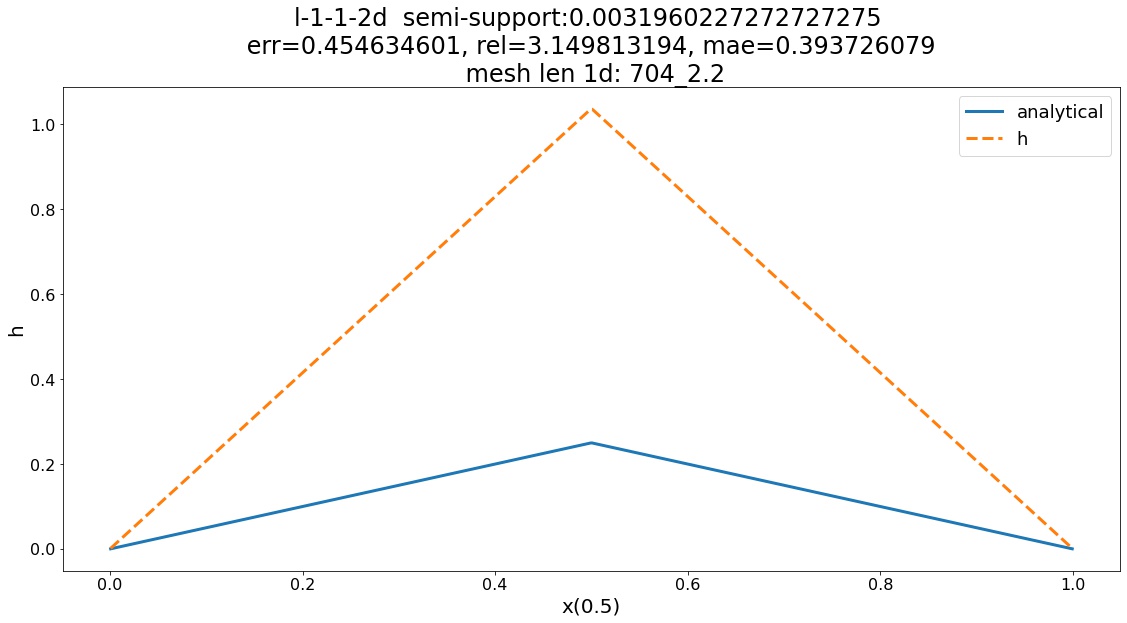 l-1-1-2d  semi-support:0.0031960227272727275
err=0.454634601, rel=3.149813194, mae=0.393726079
mesh len 1d: 704_2.2
analytical
h
h
1.0
0.8
0.6
0.4
0.2
0.0
0.0 0.2 0.4 0.6 0.8 1.0
x(0.5)